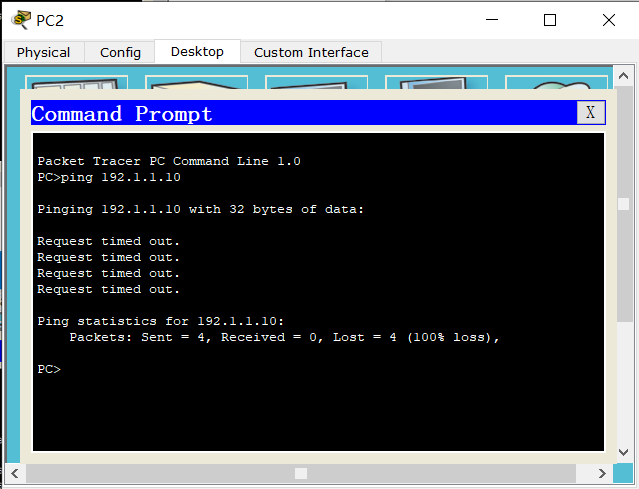 PC2
Physical Config Desktop Custom Interface
Command Prompt X
Packet Tracer PC Command Line 1.0
PC>ping 192.1.1.10
Pinging 192.1.1.10 with 32 bytes of data:
Request timed out.
Request timed out.
Request timed out.
Request timed out.
Ping statistics for 192.1.1.10:
    Packets: Sent = 4, Received = 0, Lost = 4 (100% loss),
PC>